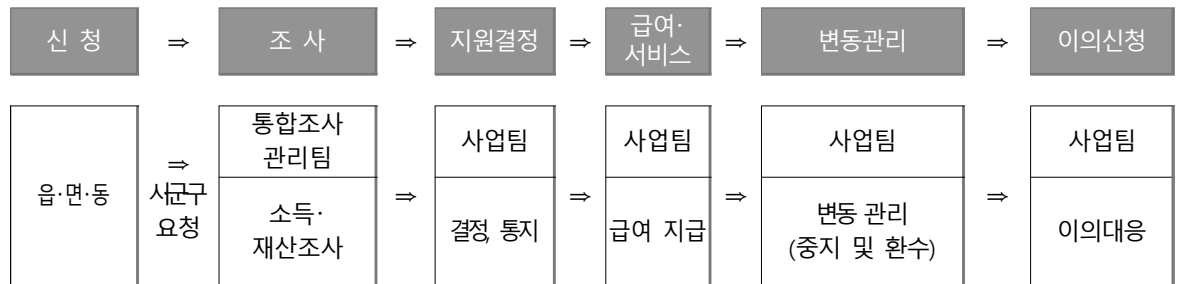 신 청 ⇒ 조 사 ⇒ 지원결정 ⇒ 급여·서비스 ⇒ 변동관리 ⇒ 이의신청
읍·면·동
⇒
시군구
요청
통합조사
관리팀
소득·
재산조사
⇒
사업팀
결정, 통지
⇒
사업팀
급여 지급
⇒
사업팀
변동 관리
(중지 및 환수)
⇒
사업팀
이의대응